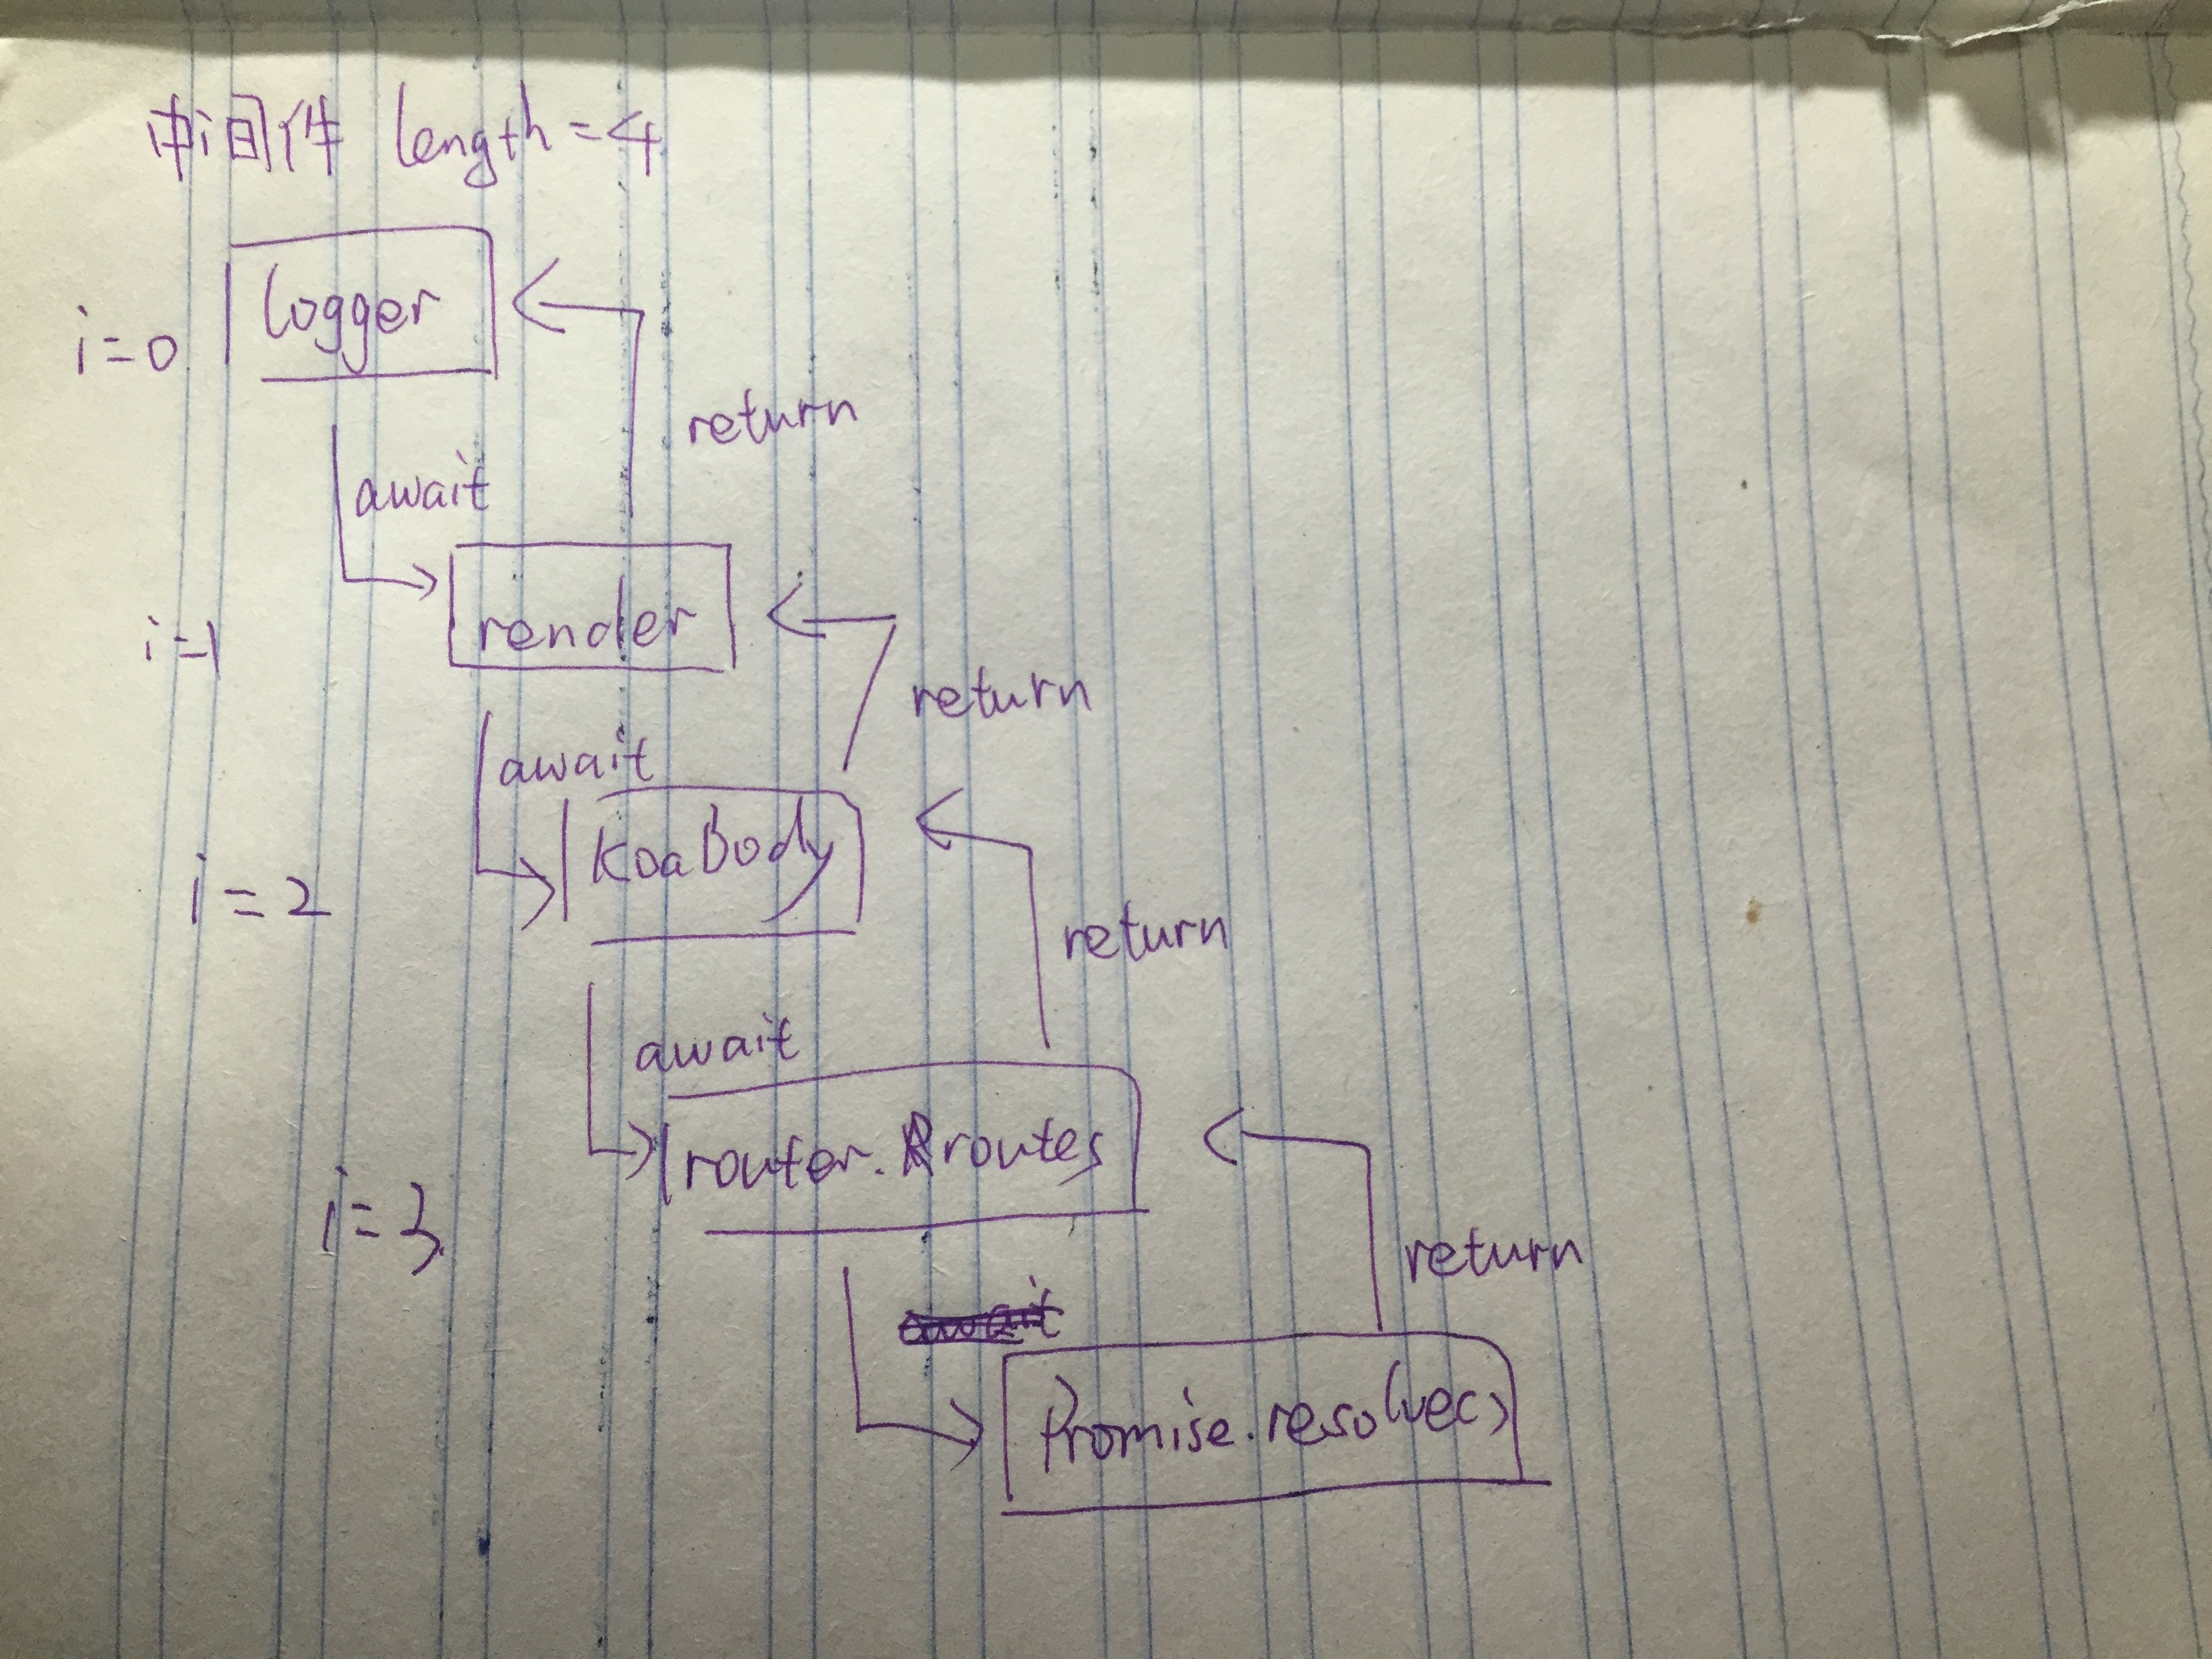 中间件 length = 4
i=0 logger
await return
i=1 render
await return
i=2 koaBody
await return
i=3 router.routes
return
Promise.resolve()